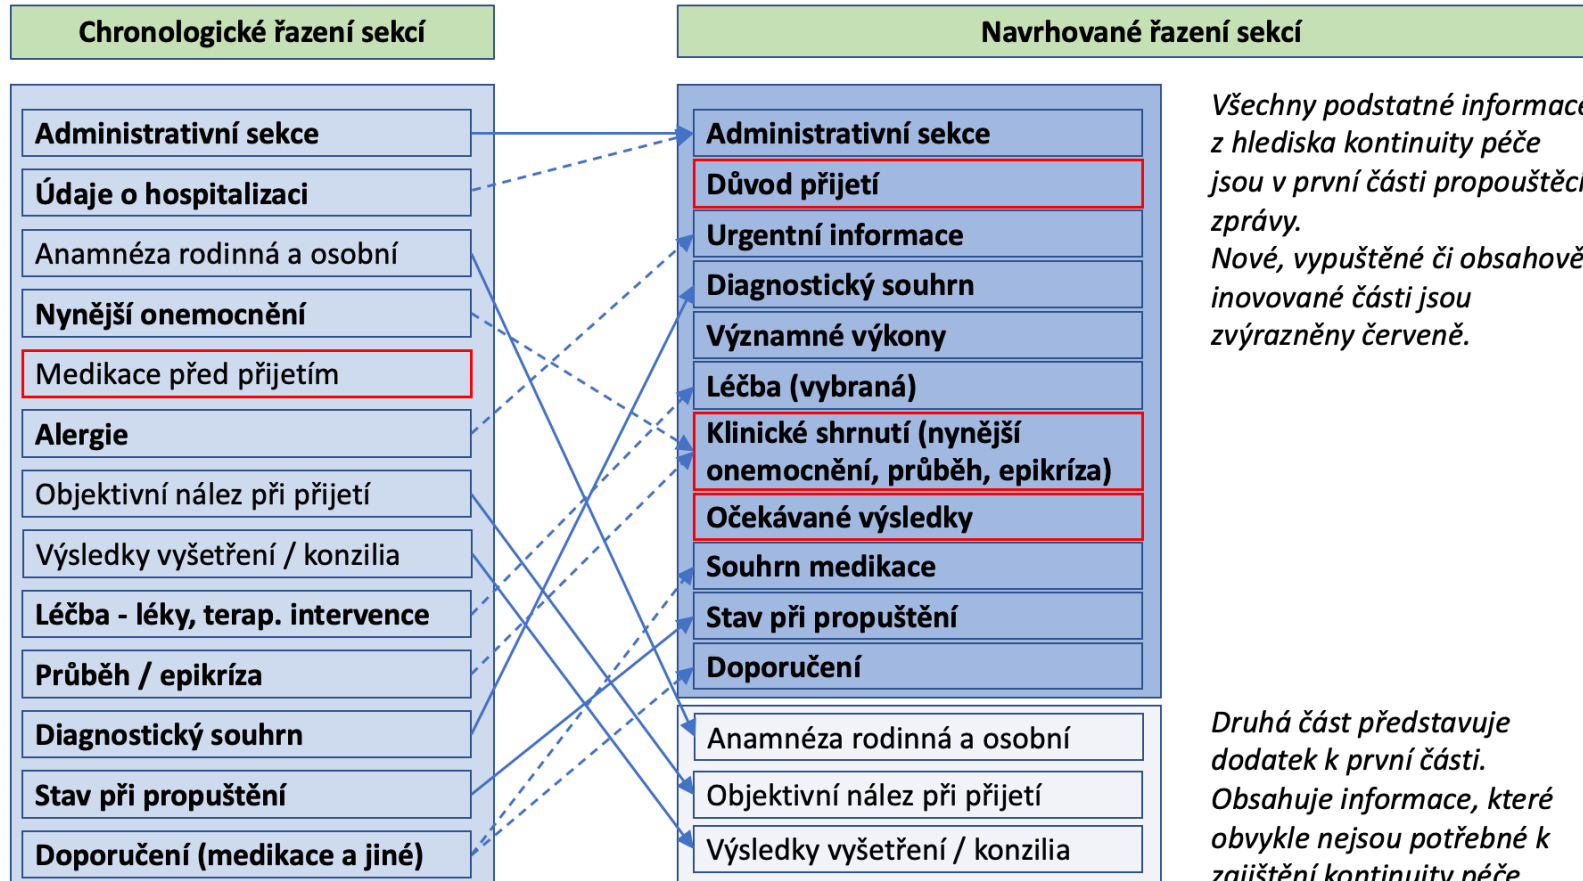 Chronologické řazení sekcí
Administrativní sekce
Údaje o hospitalizaci
Anamnéza rodinná a osobní
Nynější onemocnění
Medikace před přijetím
Alergie
Objektivní nález při přijetí
Výsledky vyšetření / konzilia
Léčba - léky, terap. intervence
Průběh / epikríza
Diagnostický souhrn
Stav při propuštění
Doporučení (medikace a jiné)
Navrhované řazení sekcí
Administrativní sekce
Důvod přijetí
Urgentní informace
Diagnostický souhrn
Významné výkony
Léčba (vybraná)
Klinické shrnutí (nynější
onemocnění, průběh, epikríza)
Očekávané výsledky
Souhrn medikace
Stav při propuštění
Doporučení
Anamnéza rodinná a osobní
Objektivní nález při přijetí
Výsledky vyšetření / konzilia
Všechny podstatné informace
z hlediska kontinuity péče
jsou v první části propouštěcí
zprávy.
Nové, vypuštěné či obsahově
inovované části jsou
zvýrazněny červeně.
Druhá část představuje
dodatek k první části.
Obsahuje informace, které
obvykle nejsou potřebné k
zajištění kontinuity péče